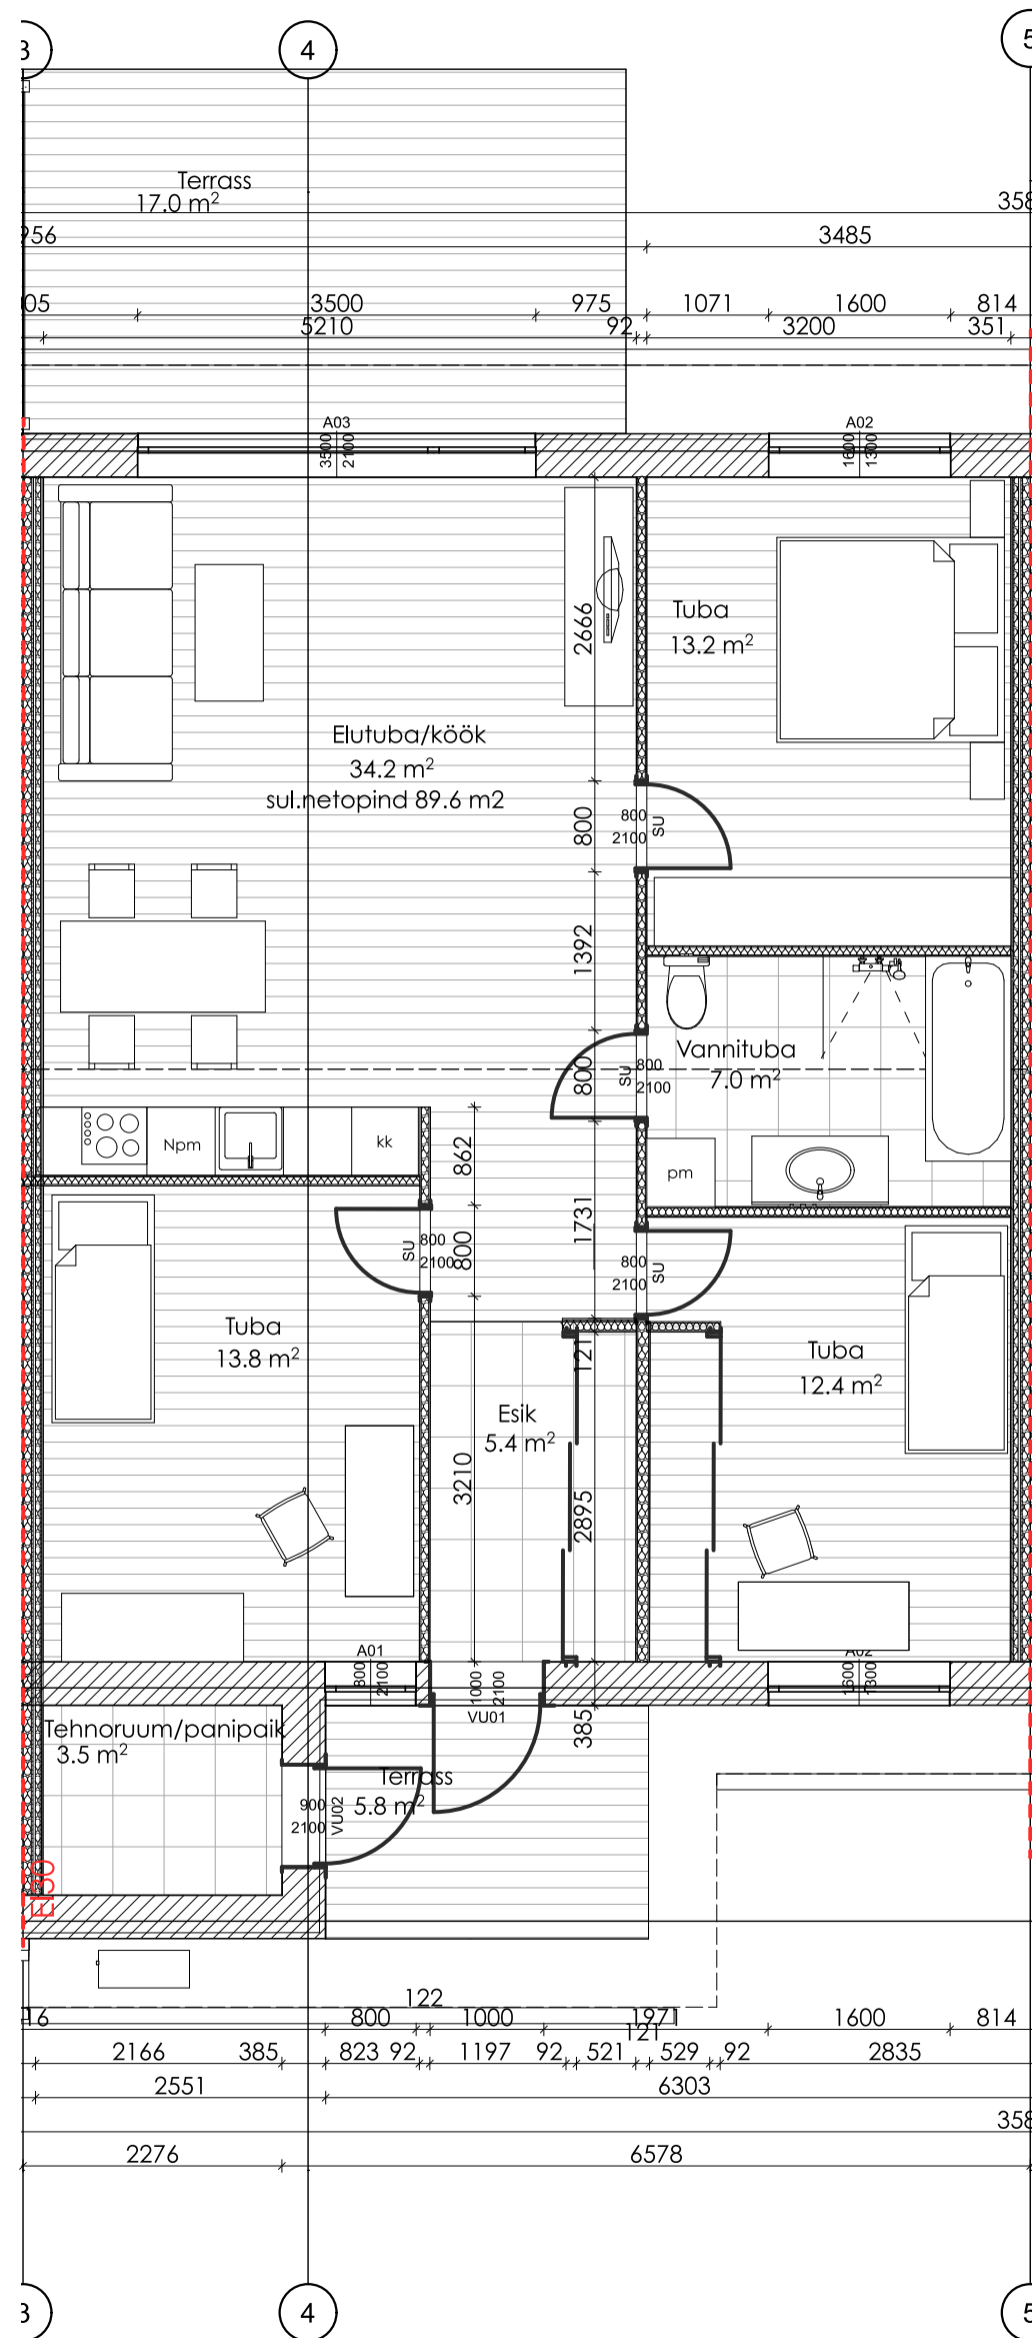 3
4
5
Terrass
17.0 m²
358
956
3485
05
3500
975
1071
1600
814
5210
92
3200
351
A03
3500
2100
A02
1600
1300
2666
Tuba
13.2 m²
Elutuba/köök
34.2 m²
sul.netopind 89.6 m2
800
800
2100
SU
1392
Vannituba
7.0 m²
800
SU
800
2100
Npm
kk
862
pm
1731
SU
800
2100
800
800
2100
SU
Tuba
13.8 m²
121
Tuba
12.4 m²
Esik
5.4 m²
3210
2895
A01
800
2100
1000
2100
VU01
A02
1600
1300
385
Tehnoruum/panipaik
3.5 m²
Terrass
5.8 m²
900
2100
VU02
EI30
122
16
800
1000
1971
121
1600
814
2166
385
823
92
1197
92
521
529
92
2835
2551
6303
358
2276
6578
3
4
5